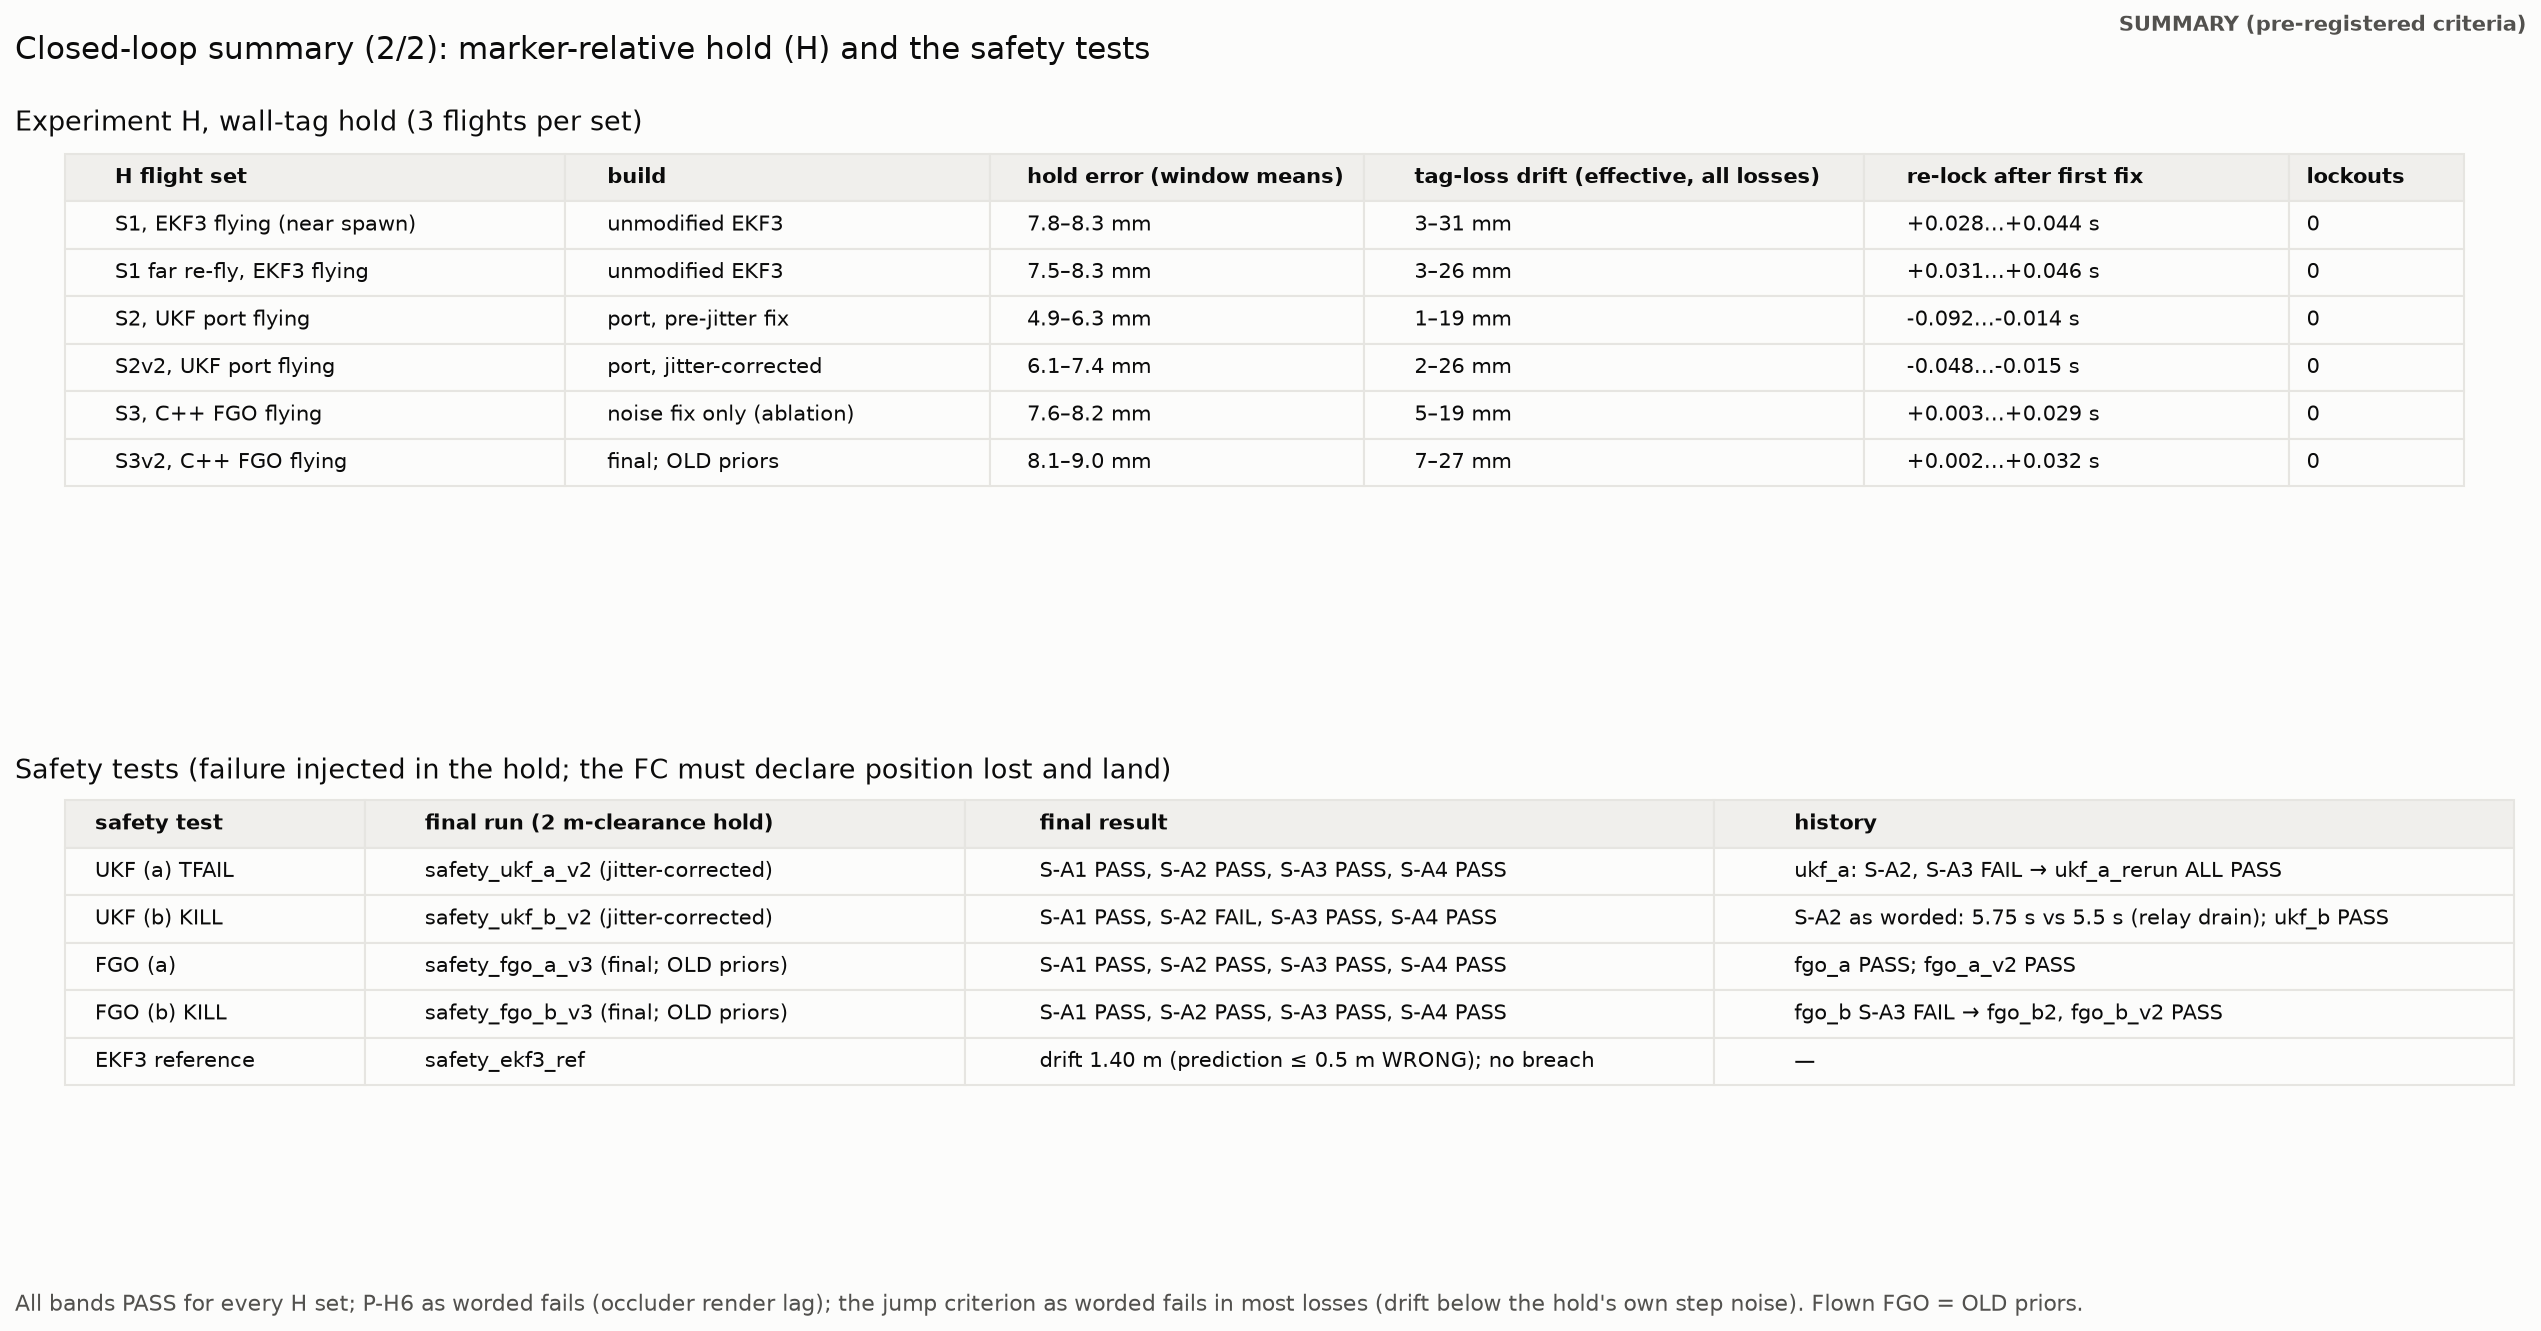 SUMMARY (pre-registered criteria)
Closed-loop summary (2/2): marker-relative hold (H) and the safety tests
Experiment H, wall-tag hold (3 flights per set)
H flight set build hold error (window means) tag-loss drift (effective, all losses) re-lock after first fix lockouts
S1, EKF3 flying (near spawn) unmodified EKF3 7.8–8.3 mm 3–31 mm +0.028…+0.044 s 0
S1 far re-fly, EKF3 flying unmodified EKF3 7.5–8.3 mm 3–26 mm +0.031…+0.046 s 0
S2, UKF port flying port, pre-jitter fix 4.9–6.3 mm 1–19 mm -0.092…-0.014 s 0
S2v2, UKF port flying port, jitter-corrected 6.1–7.4 mm 2–26 mm -0.048…-0.015 s 0
S3, C++ FGO flying noise fix only (ablation) 7.6–8.2 mm 5–19 mm +0.003…+0.029 s 0
S3v2, C++ FGO flying final; OLD priors 8.1–9.0 mm 7–27 mm +0.002…+0.032 s 0
Safety tests (failure injected in the hold; the FC must declare position lost and land)
safety test final run (2 m-clearance hold) final result history
UKF (a) TFAIL safety_ukf_a_v2 (jitter-corrected) S-A1 PASS, S-A2 PASS, S-A3 PASS, S-A4 PASS ukf_a: S-A2, S-A3 FAIL → ukf_a_rerun ALL PASS
UKF (b) KILL safety_ukf_b_v2 (jitter-corrected) S-A1 PASS, S-A2 FAIL, S-A3 PASS, S-A4 PASS S-A2 as worded: 5.75 s vs 5.5 s (relay drain); ukf_b PASS
FGO (a) safety_fgo_a_v3 (final; OLD priors) S-A1 PASS, S-A2 PASS, S-A3 PASS, S-A4 PASS fgo_a PASS; fgo_a_v2 PASS
FGO (b) KILL safety_fgo_b_v3 (final; OLD priors) S-A1 PASS, S-A2 PASS, S-A3 PASS, S-A4 PASS fgo_b S-A3 FAIL → fgo_b2, fgo_b_v2 PASS
EKF3 reference safety_ekf3_ref drift 1.40 m (prediction ≤ 0.5 m WRONG); no breach —
All bands PASS for every H set; P-H6 as worded fails (occluder render lag); the jump criterion as worded fails in most losses (drift below the hold's own step noise). Flown FGO = OLD priors.